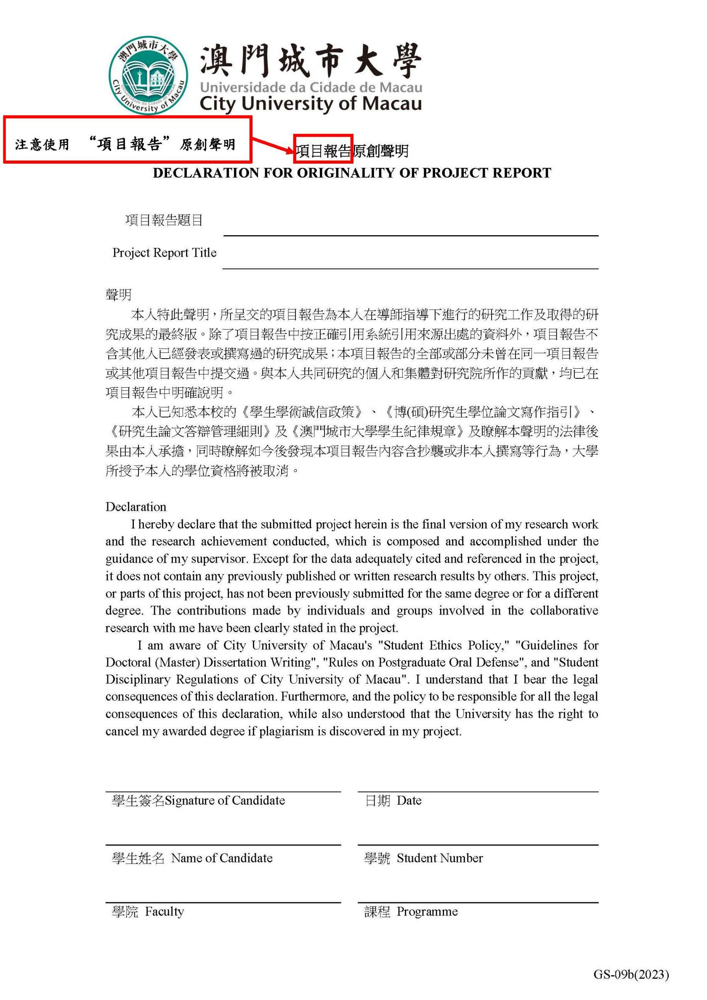 澳門城市大學
City University of Macau
Universidade da Cidade de Macau
澳門城市大學
Universidade da Cidade de Macau
City University of Macau
注意使用 “項目報告”原創聲明
項目報告原創聲明
DECLARATION FOR ORIGINALITY OF PROJECT REPORT
項目報告題目
Project Report Title
聲明
本人特此聲明，所呈交的項目報告為本人在導師指導下進行的研究工作及取得的研
究成果的最終版。除了項目報告中按正確引用系統引用來源出處的資料外，項目報告不
含其他人已經發表或撰寫過的研究成果；本項目報告的全部或部分未曾在同一項目報告
或其他項目報告中提交過。與本人共同研究的個人和集體對研究院所作的貢獻，均已在
項目報告中明確說明。
本人已知悉本校的《學生學術誠信政策》、《博(碩)研究生學位論文寫作指引》、
《研究生論文答辯管理細則》及《澳門城市大學學生紀律規章》及瞭解本聲明的法律後
果由本人承擔，同時瞭解如今後發現本項目報告內容含抄襲或非本人撰寫等行為，大學
所授予本人的學位資格將被取消。
Declaration
I hereby declare that the submitted project herein is the final version of my research work
and the research achievement conducted, which is composed and accomplished under the
guidance of my supervisor. Except for the data adequately cited and referenced in the project,
it does not contain any previously published or written research results by others. This project,
or parts of this project, has not been previously submitted for the same degree or for a different
degree. The contributions made by individuals and groups involved in the collaborative
research with me have been clearly stated in the project.
I am aware of City University of Macau's "Student Ethics Policy," "Guidelines for
Doctoral (Master) Dissertation Writing", "Rules on Postgraduate Oral Defense", and "Student
Disciplinary Regulations of City University of Macau". I understand that I bear the legal
consequences of this declaration. Furthermore, and the policy to be responsible for all the legal
consequences of this declaration, while also understood that the University has the right to
cancel my awarded degree if plagiarism is discovered in my project.
學生簽名Signature of Candidate
日期 Date
學生姓名 Name of Candidate
學號 Student Number
學院 Faculty
課程 Programme
GS-09b(2023)